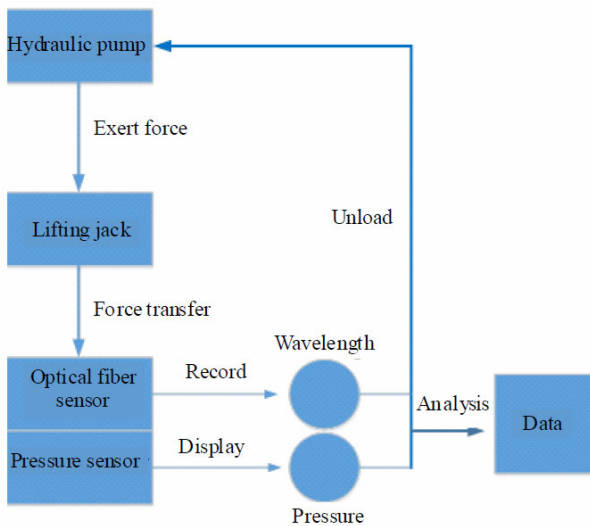 Hydraulic pump
Exert force
Lifting jack
Unload
Force transfer
Wavelength
Optical fiber
sensor
Record
Analysis
Data
Pressure sensor
Display
Pressure